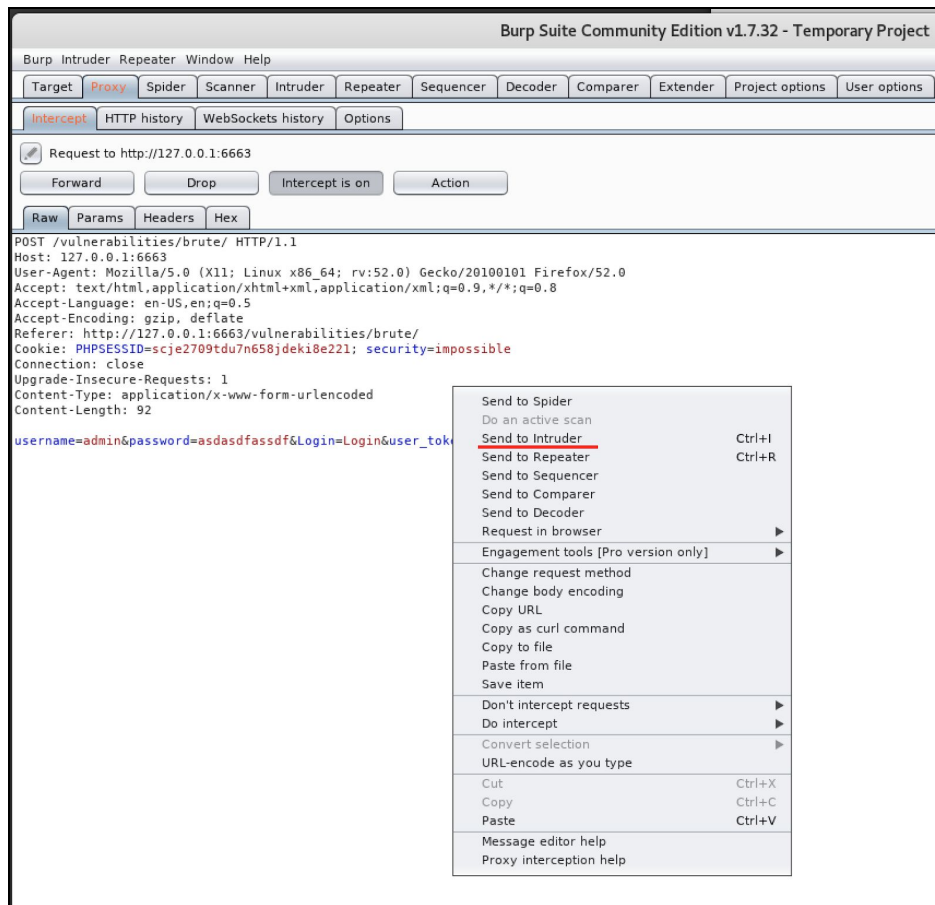 Burp Suite Community Edition v1.7.32 - Temporary Project
Burp Intruder Repeater Window Help
Target Proxy Spider Scanner Intruder Repeater Sequencer Decoder Comparer Extender Project options User options
Intercept HTTP history WebSockets history Options
Request to http://127.0.0.1:6663
Forward Drop Intercept is on Action
Raw Params Headers Hex
POST /vulnerabilities/brute/ HTTP/1.1
Host: 127.0.0.1:6663
User-Agent: Mozilla/5.0 (X11; Linux x86_64; rv:52.0) Gecko/20100101 Firefox/52.0
Accept: text/html,application/xhtml+xml,application/xml;q=0.9,*/*;q=0.8
Accept-Language: en-US,en;q=0.5
Accept-Encoding: gzip, deflate
Referer: http://127.0.0.1:6663/vulnerabilities/brute/
Cookie: PHPSESSID=scje2709tdu7n658jdeki8e221; security=impossible
Connection: close
Upgrade-Insecure-Requests: 1
Content-Type: application/x-www-form-urlencoded
Content-Length: 92
username=admin&password=asdasdfassdf&Login=Login&user_toke
Send to Spider
Do an active scan
Send to Intruder Ctrl+I
Send to Repeater Ctrl+R
Send to Sequencer
Send to Comparer
Send to Decoder
Request in browser
Engagement tools [Pro version only]
Change request method
Change body encoding
Copy URL
Copy as curl command
Copy to file
Paste from file
Save item
Don't intercept requests
Do intercept
Convert selection
URL-encode as you type
Cut Ctrl+X
Copy Ctrl+C
Paste Ctrl+V
Message editor help
Proxy interception help